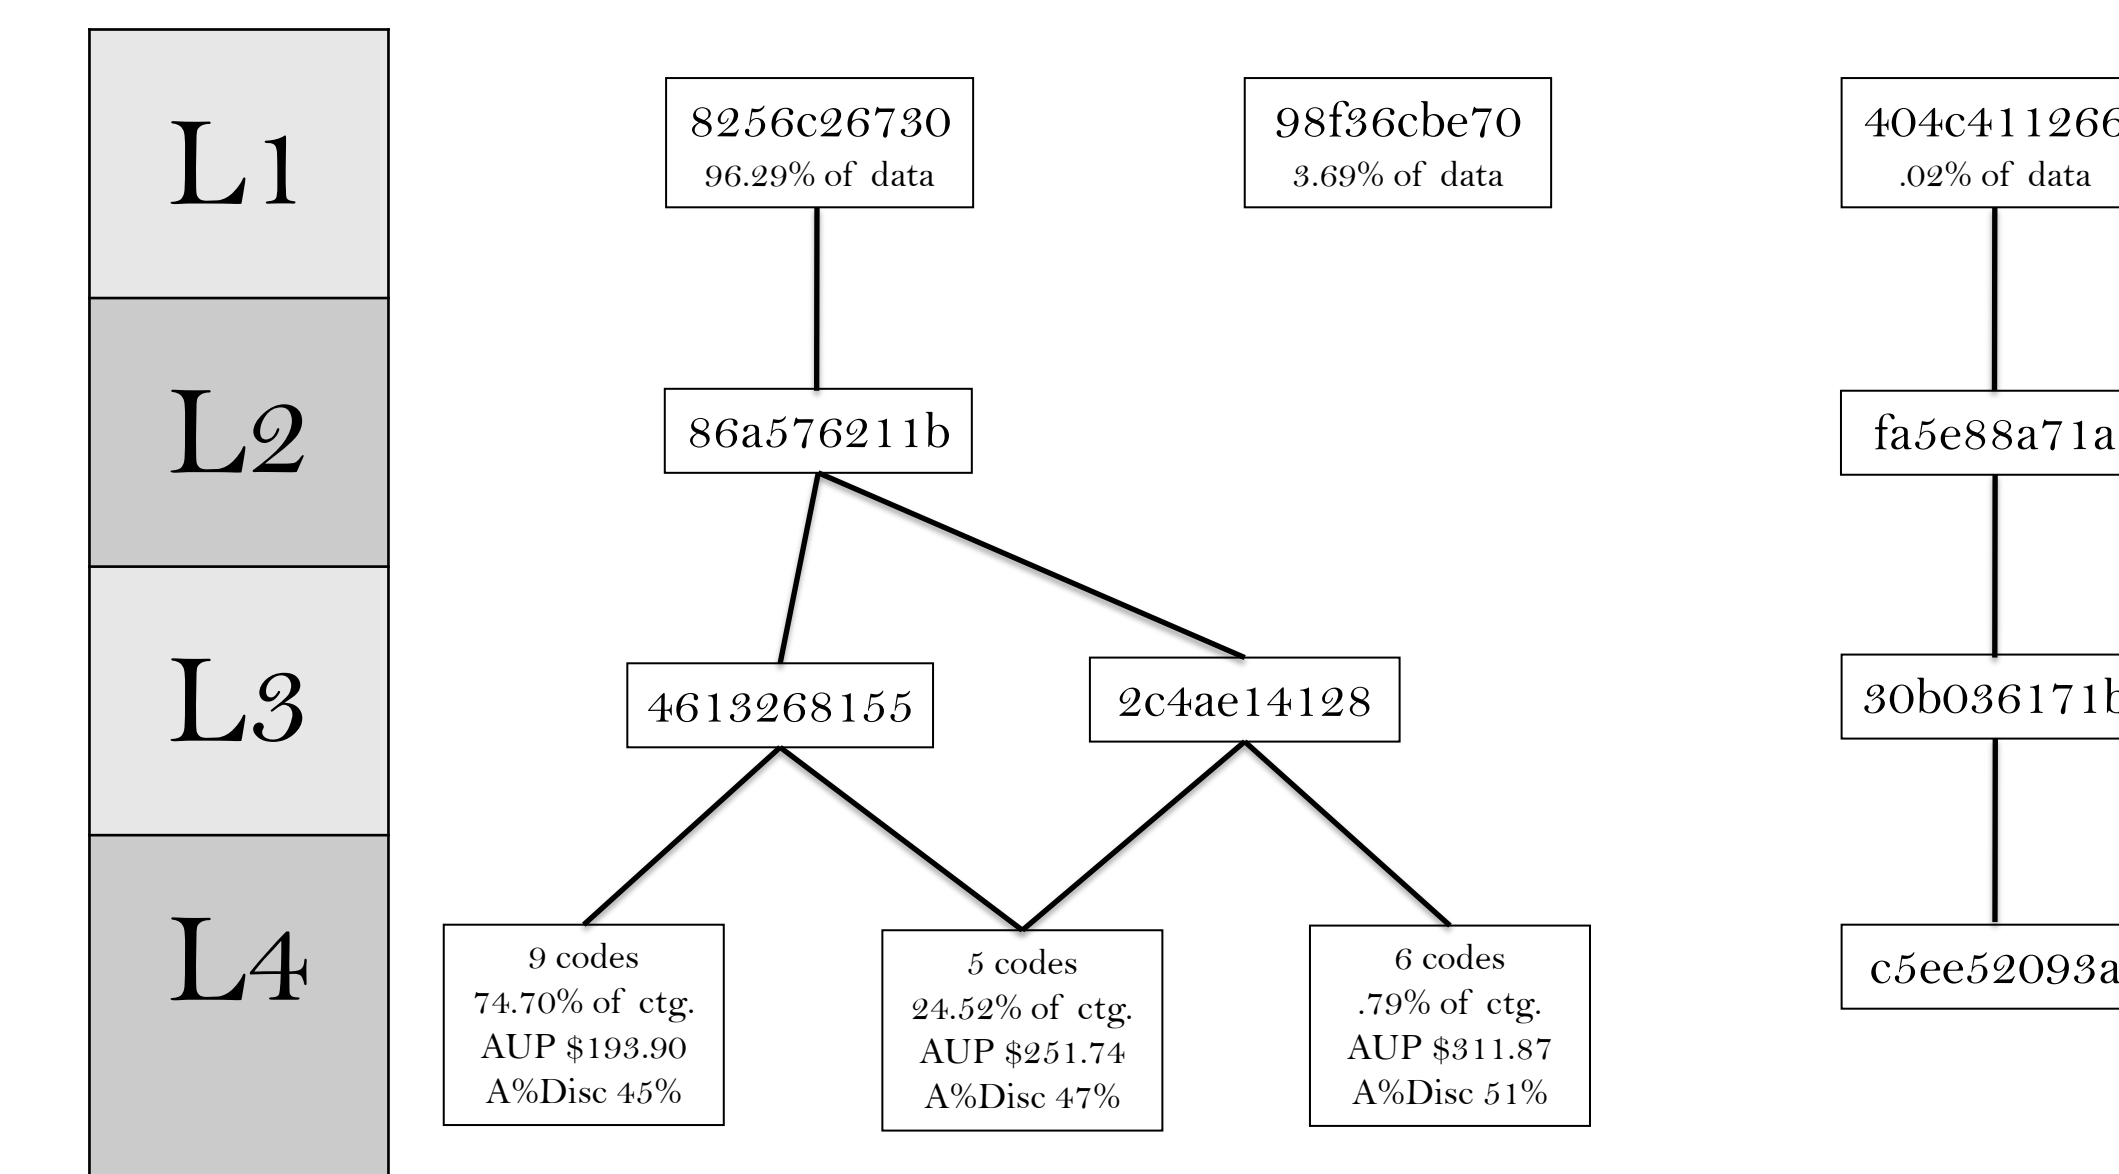 L1
8256c26730
96.29% of data
98f36cbe70
3.69% of data
404c411266
.02% of data
L2
86a576211b
fa5e88a71a
L3
4613268155
2c4ae14128
30b036171b
L4
9 codes
74.70% of ctg.
AUP $193.90
A%Disc 45%
5 codes
24.52% of ctg.
AUP $251.74
A%Disc 47%
6 codes
.79% of ctg.
AUP $311.87
A%Disc 51%
c5ee52093a